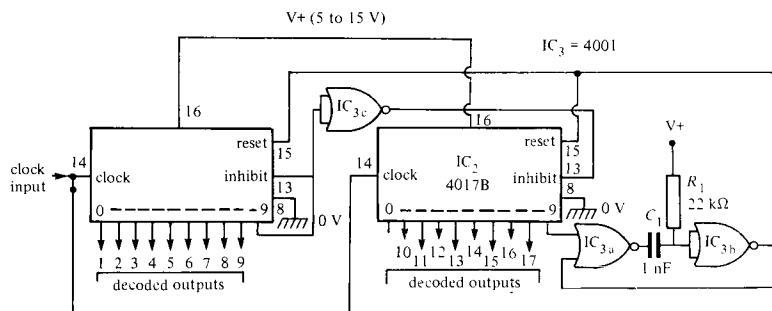 V+ (5 to 15 V)
IC3 = 4001
16
IC3c
16
V+
reset
15
reset
15
clock input
14
clock
inhibit
13
8
0 V
14
clock
IC2
4017B
inhibit
13
8
0 V
R1
22 kΩ
0 9
0 9
C1
1 nF
IC3a
IC3b
1 2 3 4 5 6 7 8 9
10 11 12 13 14 15 16 17
decoded outputs
decoded outputs